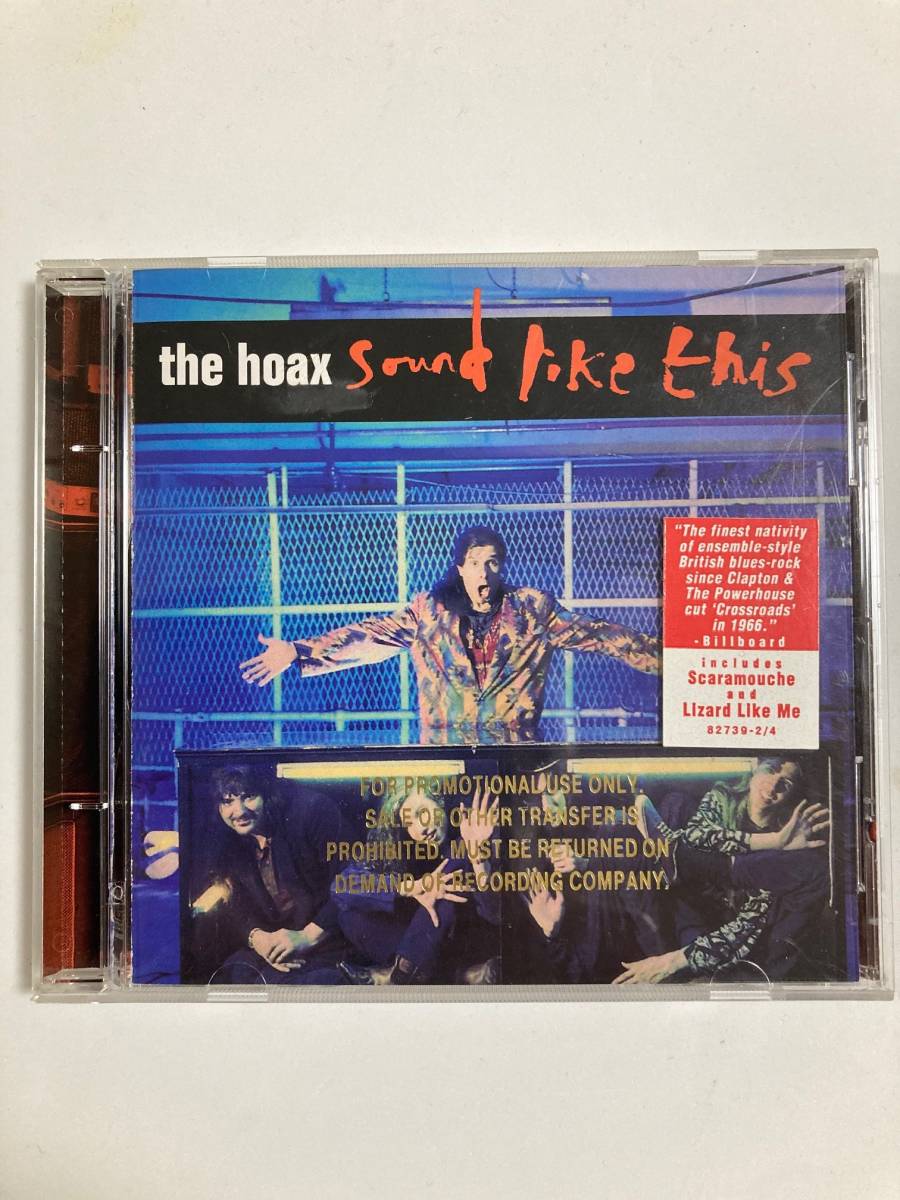 the hoax sound like this
"The finest nativity
of ensemble-style
British blues-rock
since Clapton &
The Powerhouse
cut 'Crossroads'
in 1966."
-Billboard
includes
Scaramouche
and
Lizard Like Me
82739-2/4
FOR PROMOTIONAL USE ONLY.
SALE OR OTHER TRANSFER IS
PROHIBITED. MUST BE RETURNED ON
DEMAND OF RECORDING COMPANY.